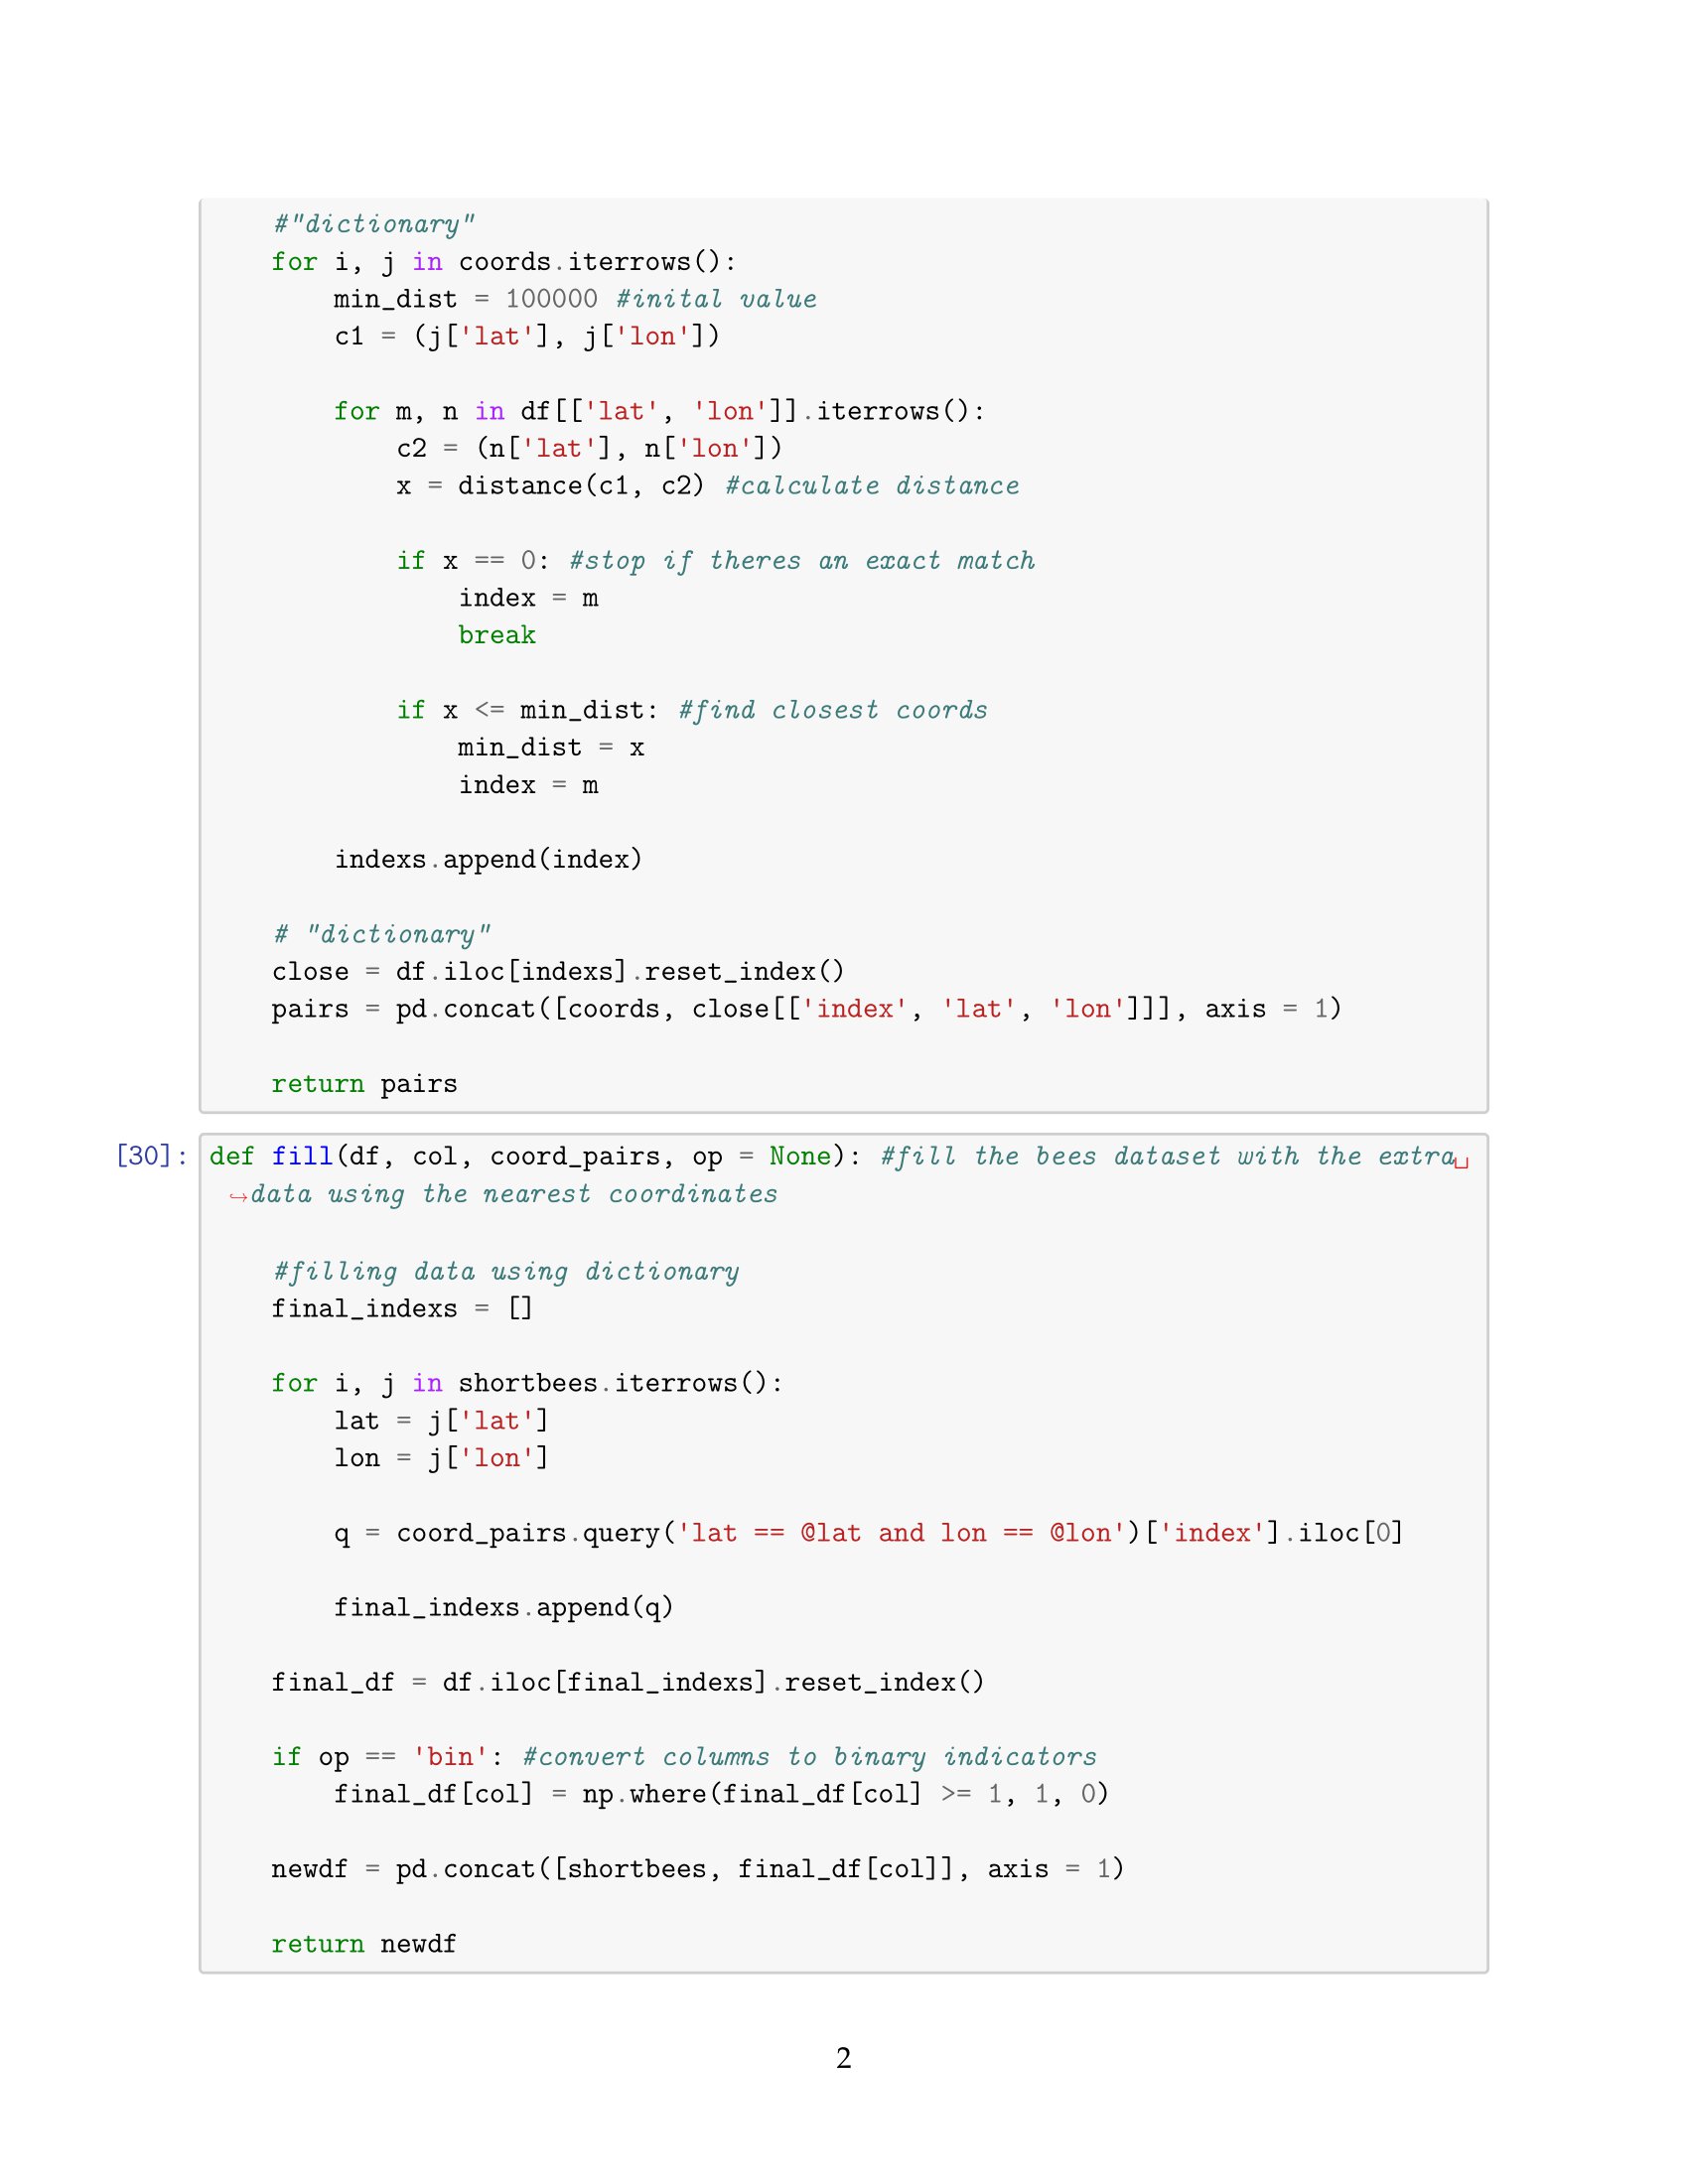 #"dictionary"
for i, j in coords.iterrows():
min_dist = 100000 #inital value
c1 = (j['lat'], j['lon'])
for m, n in df[['lat', 'lon']].iterrows():
c2 = (n['lat'], n['lon'])
x = distance(c1, c2) #calculate distance
if x == 0: #stop if theres an exact match
index = m
break
if x <= min_dist: #find closest coords
min_dist = x
index = m
indexs.append(index)
# "dictionary"
close = df.iloc[indexs].reset_index()
pairs = pd.concat([coords, close[['index', 'lat', 'lon']]], axis = 1)
return pairs
[30]: def fill(df, col, coord_pairs, op = None): #fill the bees dataset with the extra␣
↪data using the nearest coordinates
#filling data using dictionary
final_indexs = []
for i, j in shortbees.iterrows():
lat = j['lat']
lon = j['lon']
q = coord_pairs.query('lat == @lat and lon == @lon')['index'].iloc[0]
final_indexs.append(q)
final_df = df.iloc[final_indexs].reset_index()
if op == 'bin': #convert columns to binary indicators
final_df[col] = np.where(final_df[col] >= 1, 1, 0)
newdf = pd.concat([shortbees, final_df[col]], axis = 1)
return newdf
2